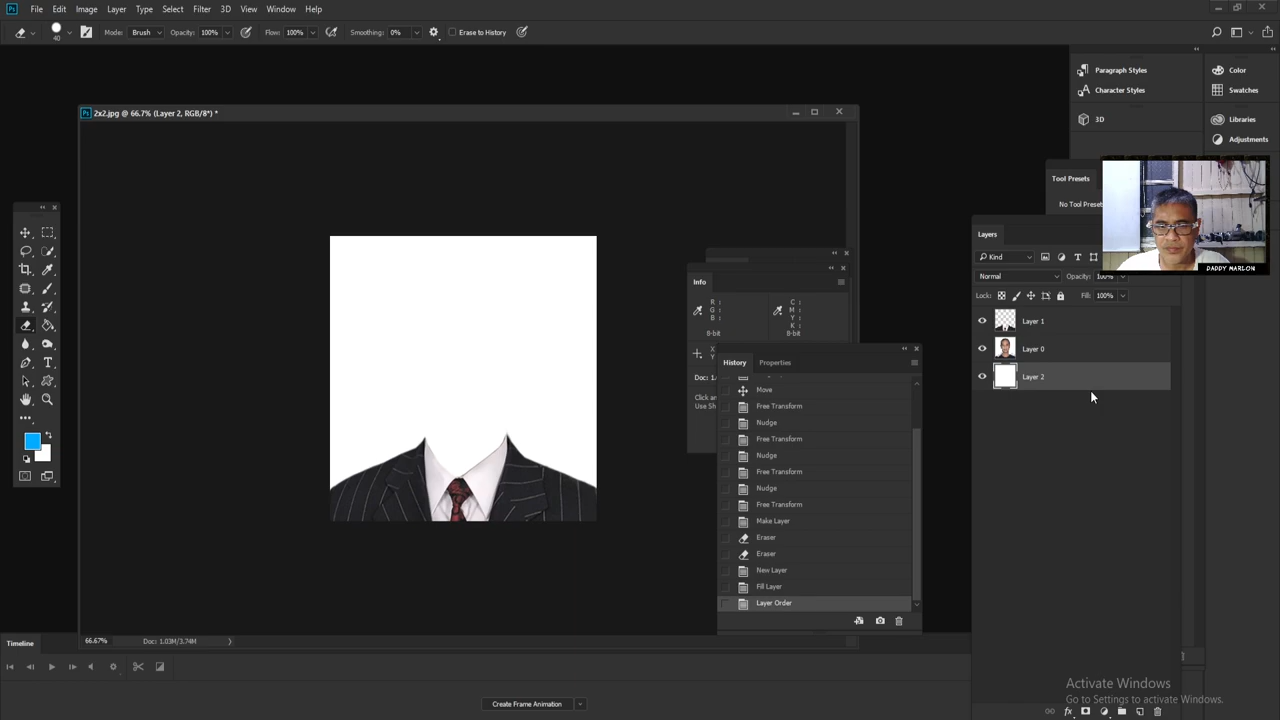 Ps File Edit Image Layer Type Select Filter 3D View Window Help
40 Mode: Brush Opacity: 100% Flow: 100% Smoothing: 0% Erase to History
Paragraph Styles Color
Character Styles Swatches
3D Libraries
Adjustments
Ps 2x2.jpg @ 66.7% (Layer 2, RGB/8*) *
Tool Presets
No Tool Preset
DADDY MARLON
Layers
Kind
Normal Opacity: 100%
Lock: Fill: 100%
Layer 1
Layer 0
Layer 2
Info
R : C :
G : M :
B : Y :
K :
8-bit 8-bit
X
Y
Doc: 1.
Click an
Use Sh
History Properties
Move
Free Transform
Nudge
Free Transform
Nudge
Free Transform
Nudge
Free Transform
Make Layer
Eraser
Eraser
New Layer
Fill Layer
Layer Order
66.67% Doc: 1.03M/3.74M
Timeline
Create Frame Animation
Activate Windows
Go to Settings to activate Windows.
fx